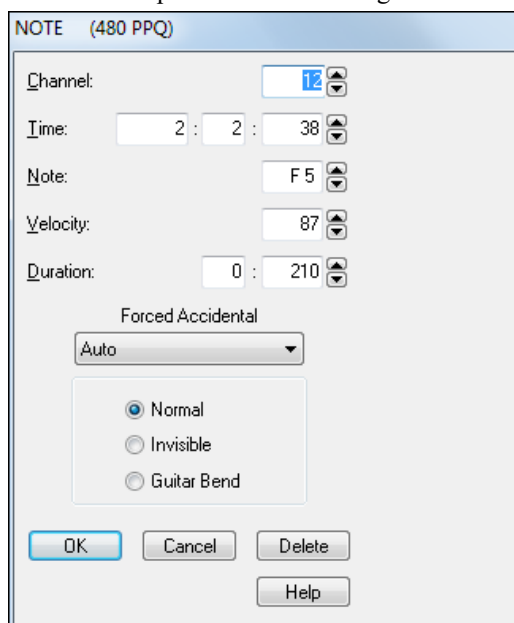 NOTE (480 PPQ)
Channel: 12
Time: 2 : 2 : 38
Note: F 5
Velocity: 87
Duration: 0 : 210
Forced Accidental
Auto
Normal
Invisible
Guitar Bend
OK Cancel Delete
Help